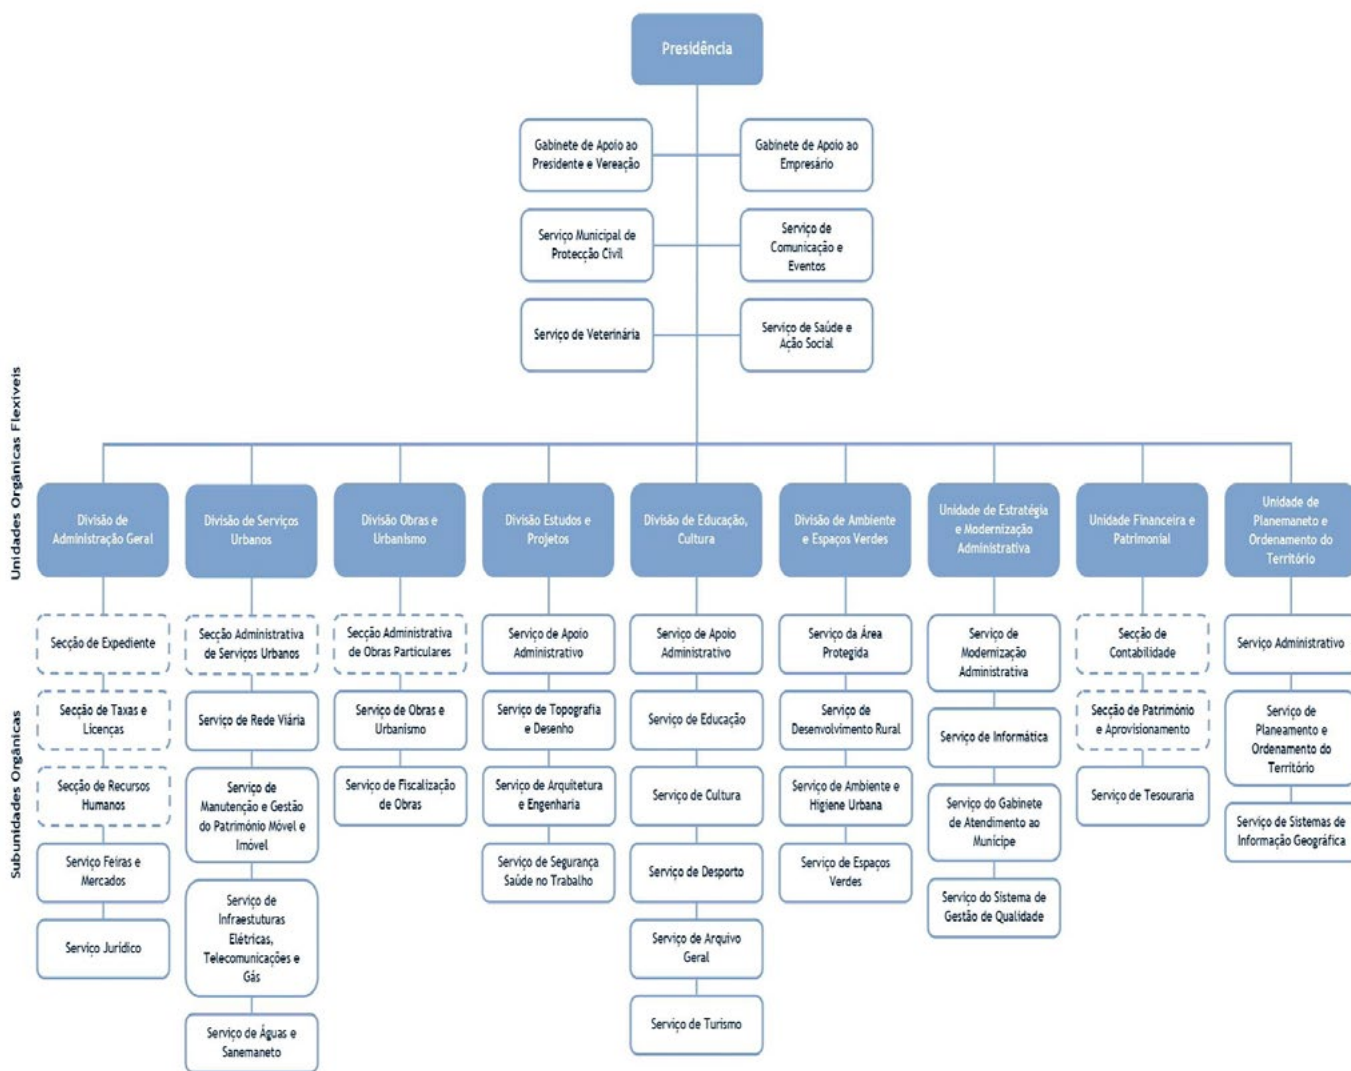 Presidência
Gabinete de Apoio ao
Presidente e Vereação
Gabinete de Apoio ao
Empresário
Serviço Municipal de
Protecção Civil
Serviço de
Comunicação e
Eventos
Serviço de Veterinária
Serviço de Saúde e
Ação Social
Unidades Orgânicas Flexíveis
Divisão de
Administração Geral
Divisão de Serviços
Urbanos
Divisão Obras e
Urbanismo
Divisão Estudos e
Projetos
Divisão de Educação,
Cultura
Divisão de Ambiente
e Espaços Verdes
Unidade de Estratégia
e Modernização
Administrativa
Unidade Financeira e
Patrimonial
Unidade de
Planemaneto e
Ordenamento do
Território
Subunidades Orgânicas
Secção de Expediente
Secção de Taxas e
Licenças
Secção de Recursos
Humanos
Serviço Feiras e
Mercados
Serviço Jurídico
Secção Administrativa
de Serviços Urbanos
Serviço de Rede Viária
Serviço de
Manutenção e Gestão
do Património Móvel e
Imóvel
Serviço de
Infraestuturas
Elétricas,
Telecomunicações e
Gás
Serviço de Águas e
Sanemaneto
Secção Administrativa
de Obras Particulares
Serviço de Obras e
Urbanismo
Serviço de Fiscalização
de Obras
Serviço de Apoio
Administrativo
Serviço de Topografia
e Desenho
Serviço de Arquitetura
e Engenharia
Serviço de Segurança
Saúde no Trabalho
Serviço de Apoio
Administrativo
Serviço de Educação
Serviço de Cultura
Serviço de Desporto
Serviço de Arquivo
Geral
Serviço de Turismo
Serviço da Área
Protegida
Serviço de
Desenvolvimento Rural
Serviço de Ambiente e
Higiene Urbana
Serviço de Espaços
Verdes
Serviço de
Modernização
Administrativa
Serviço de Informática
Serviço do Gabinete
de Atendimento ao
Munícipe
Serviço do Sistema de
Gestão de Qualidade
Secção de
Contabilidade
Secção de Património
e Aprovisionamento
Serviço de Tesouraria
Serviço Administrativo
Serviço de
Planeamento e
Ordenamento do
Território
Serviço de Sistemas de
Informação Geográfica